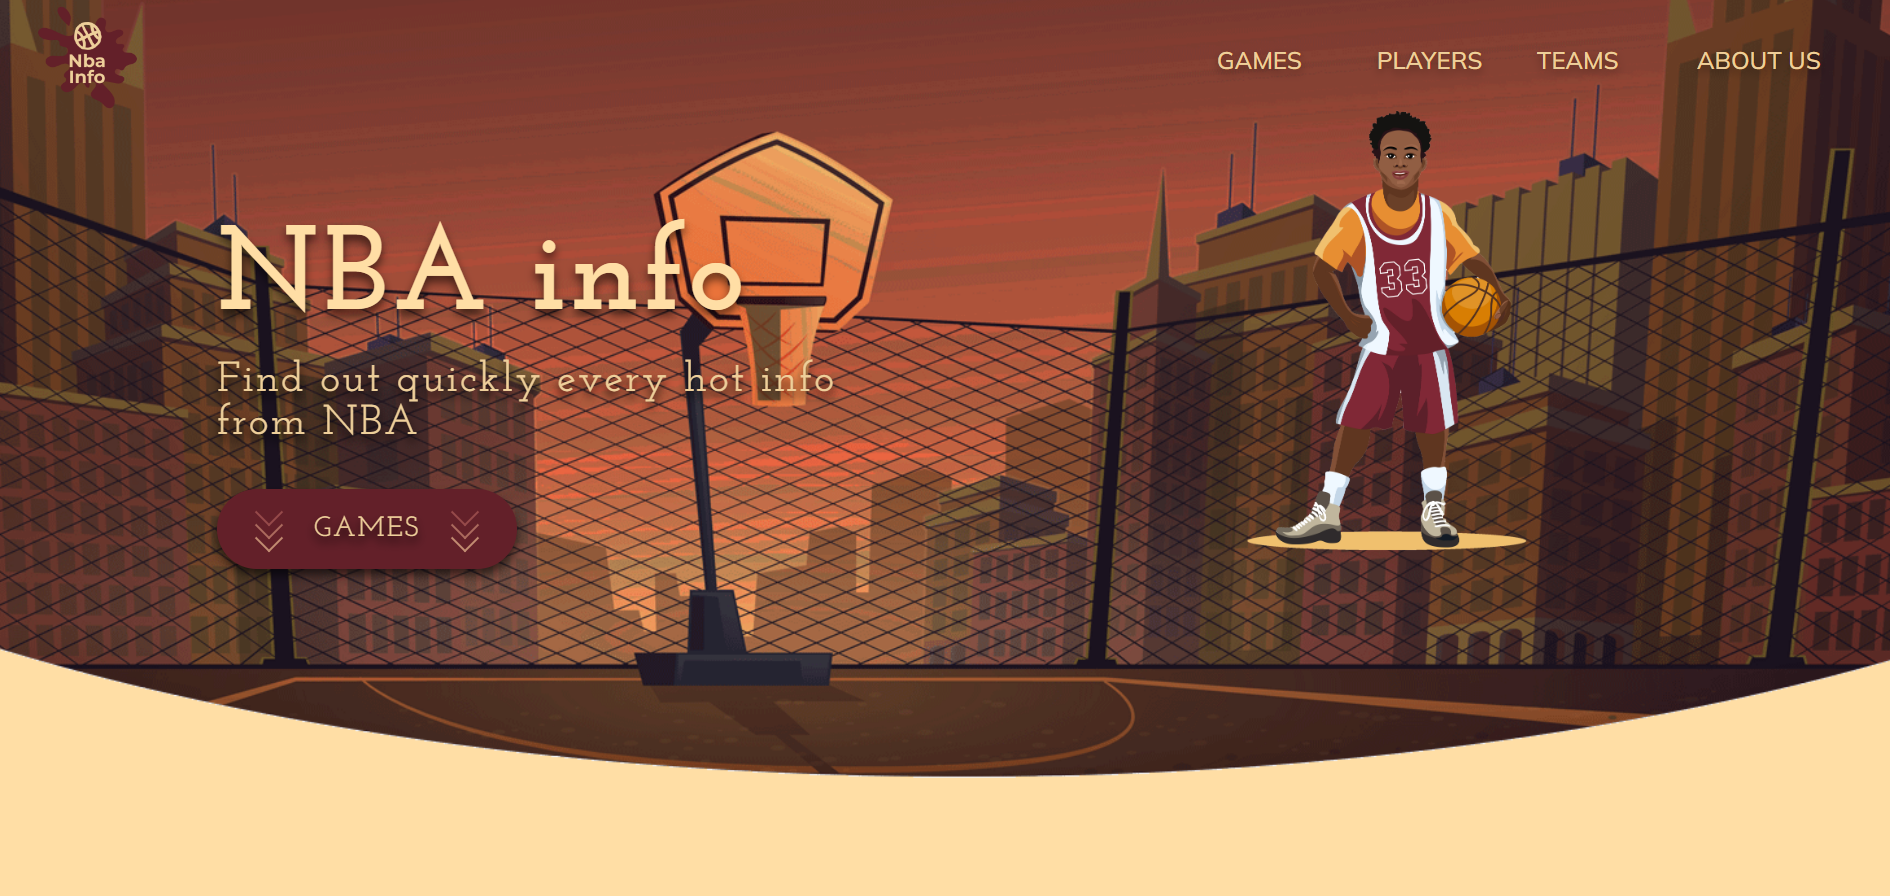 Nba
Info
GAMES PLAYERS TEAMS ABOUT US
NBA info
Find out quickly every hot info
from NBA
GAMES
33